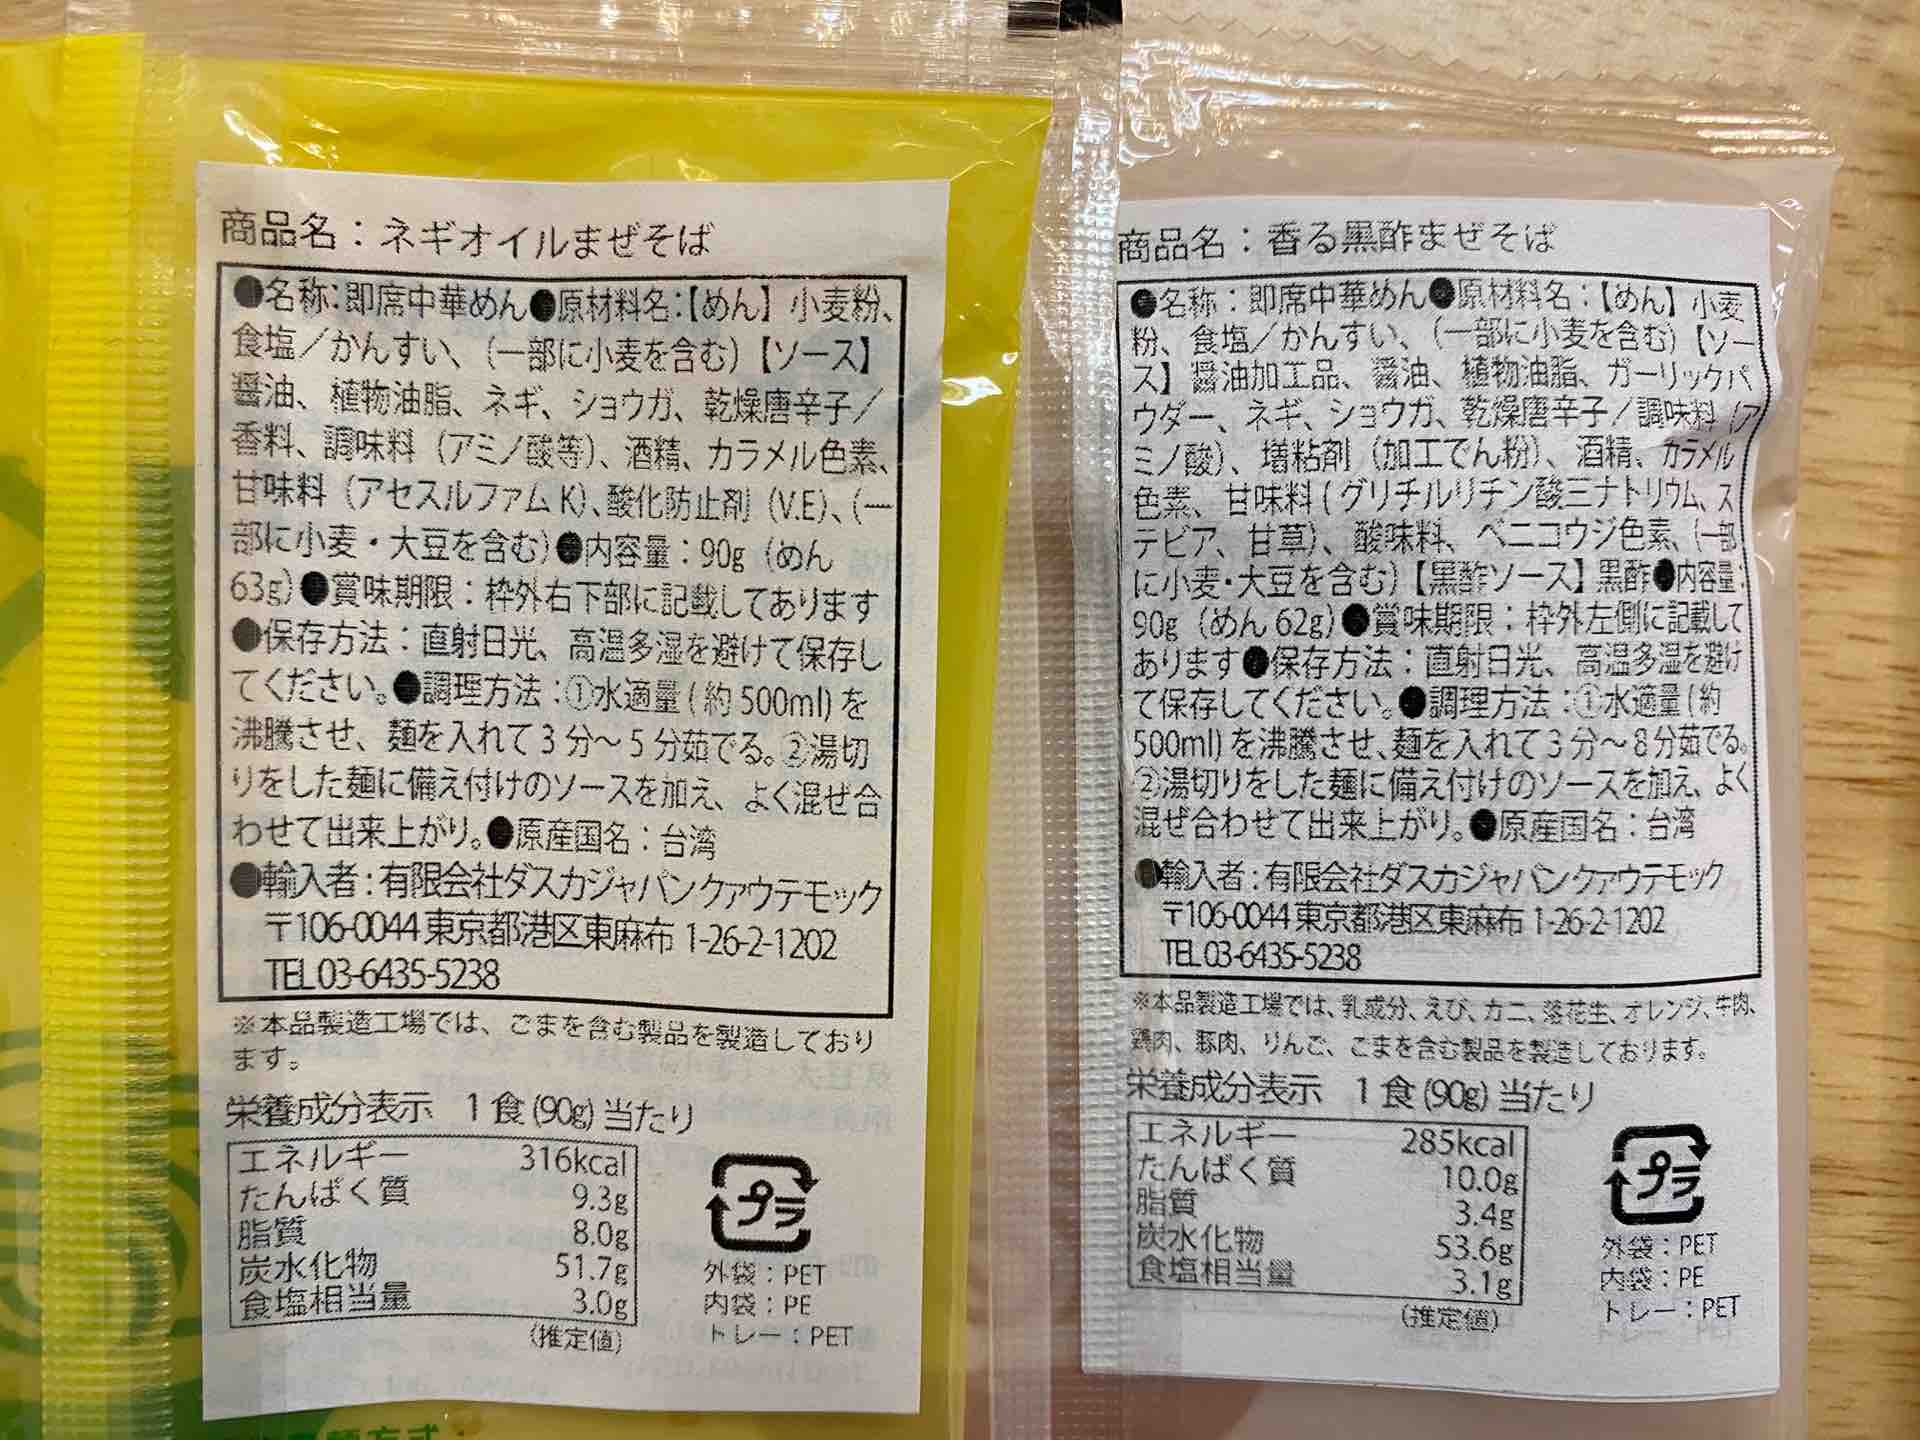 商品名：ネギオイルまぜそば
●名称：即席中華めん●原材料名：【めん】小麦粉、
食塩／かんすい、（一部に小麦を含む）【ソース】
醤油、植物油脂、ネギ、ショウガ、乾燥唐辛子／
香料、調味料（アミノ酸等）、酒精、カラメル色素、
甘味料（アセスルファムK）、酸化防止剤（V.E）、（一
部に小麦・大豆を含む）●内容量：90g（めん
63g）●賞味期限：枠外右下部に記載してあります
●保存方法：直射日光、高温多湿を避けて保存し
てください。●調理方法：①水適量（約500ml）を
沸騰させ、麺を入れて3分～5分茹でる。②湯切
りをした麺に備え付けのソースを加え、よく混ぜ合
わせて出来上がり。●原産国名：台湾
●輸入者：有限会社ダスカジャパンクァウテモック
〒106-0044東京都港区東麻布1-26-2-1202
TEL03-6435-5238
※本品製造工場では、ごまを含む製品を製造しており
ます。
栄養成分表示　1食(90g)当たり
エネルギー　316kcal
たんぱく質　9.3g
脂質　8.0g
炭水化物　51.7g
食塩相当量　3.0g
（推定値）
プラ
外袋：PET
内袋：PE
トレー：PET
商品名：香る黒酢まぜそば
●名称：即席中華めん●原材料名：【めん】小麦
粉、食塩／かんすい、（一部に小麦を含む）【ソー
ス】醤油加工品、醤油、植物油脂、ガーリックパ
ウダー、ネギ、ショウガ、乾燥唐辛子／調味料（ア
ミノ酸）、増粘剤（加工でん粉）、酒精、カラメル
色素、甘味料（グリチルリチン酸三ナトリウム、ス
テビア、甘草）、酸味料、ベニコウジ色素、（一部
に小麦・大豆を含む）【黒酢ソース】黒酢●内容量：
90g（めん62g）●賞味期限：枠外左側に記載して
あります●保存方法：直射日光、高温多湿を避け
て保存してください。●調理方法：①水適量（約
500ml）を沸騰させ、麺を入れて3分～8分茹でる。
②湯切りをした麺に備え付けのソースを加え、よく
混ぜ合わせて出来上がり。●原産国名：台湾
●輸入者：有限会社ダスカジャパンクァウテモック
〒106-0044東京都港区東麻布1-26-2-1202
TEL03-6435-5238
※本品製造工場では、乳成分、えび、カニ、落花生、オレンジ、牛肉、
鶏肉、豚肉、りんご、ごまを含む製品を製造しております。
栄養成分表示　1食(90g)当たり
エネルギー　285kcal
たんぱく質　10.0g
脂質　3.4g
炭水化物　53.6g
食塩相当量　3.1g
（推定値）
プラ
外袋：PET
内袋：PE
トレー：PET